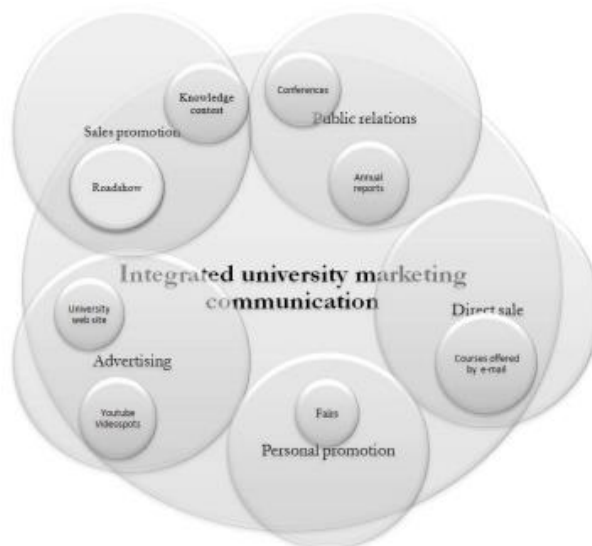 Knowledge
contest
Sales promotion
Roadshow
Conferences
Public relations
Annual
reports
Integrated university marketing
communication
University
web site
Advertising
Youtube
Videospots
Direct sale
Courses offered
by e-mail
Fairs
Personal promotion